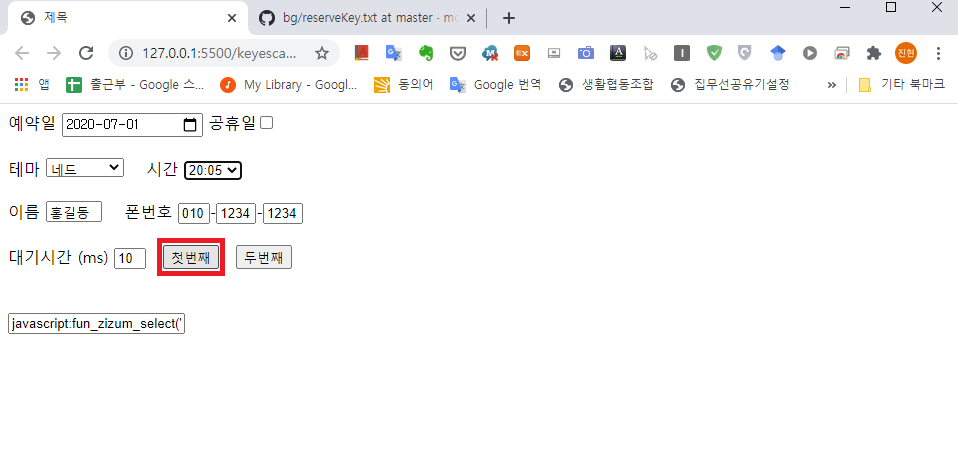 제목
bg/reserveKey.txt at master · mc
127.0.0.1:5500/keyesca...
진현
앱
출근부 - Google 스...
My Library - Googl...
동의어
Google 번역
생활협동조합
집무선공유기설정
»
기타 북마크
예약일 2020-07-01 공휴일
테마 네드 시간 20:05
이름 홍길동 폰번호 010-1234-1234
대기시간 (ms) 10 첫번째 두번째
javascript:fun_zizum_select('